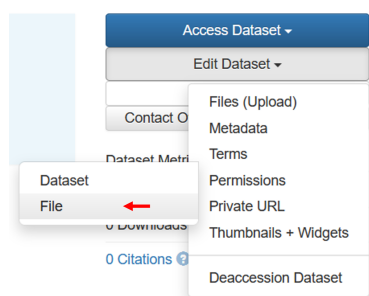 Access Dataset
Edit Dataset
Contact O
Dataset Metri
0 Downloads
0 Citations
Files (Upload)
Metadata
Terms
Permissions
Private URL
Thumbnails + Widgets
Deaccession Dataset
Dataset
File